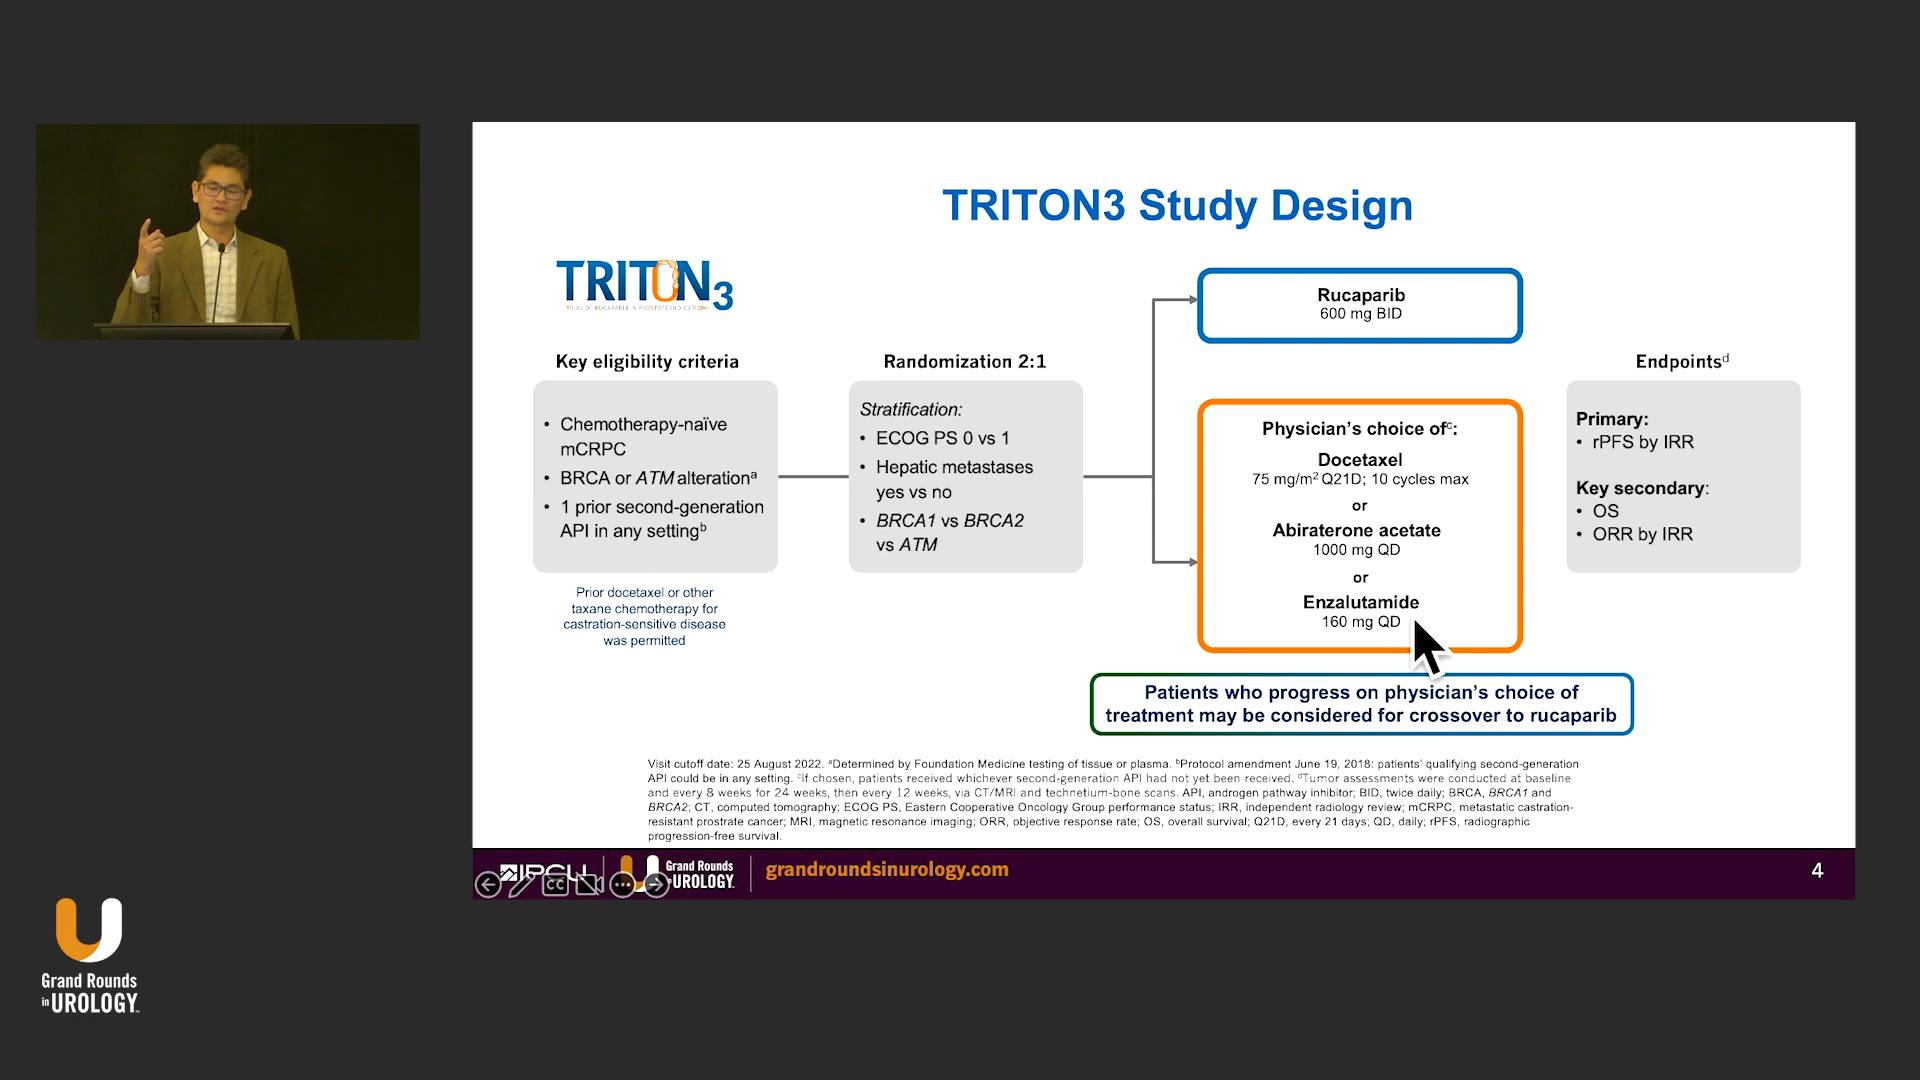 TRITON3 Study Design
TRITON3
TRIAL OF RUCAPARIB IN PROSTATE INDICATIONS
Key eligibility criteria
• Chemotherapy-naïve
mCRPC
• BRCA or ATM alterationᵃ
• 1 prior second-generation
API in any settingᵇ
Prior docetaxel or other
taxane chemotherapy for
castration-sensitive disease
was permitted
Randomization 2:1
Stratification:
• ECOG PS 0 vs 1
• Hepatic metastases
yes vs no
• BRCA1 vs BRCA2
vs ATM
Rucaparib
600 mg BID
Physician's choice ofᶜ:
Docetaxel
75 mg/m² Q21D; 10 cycles max
or
Abiraterone acetate
1000 mg QD
or
Enzalutamide
160 mg QD
Patients who progress on physician's choice of
treatment may be considered for crossover to rucaparib
Endpointsᵈ
Primary:
• rPFS by IRR
Key secondary:
• OS
• ORR by IRR
Visit cutoff date: 25 August 2022. ᵃDetermined by Foundation Medicine testing of tissue or plasma. ᵇProtocol amendment June 19, 2018: patients' qualifying second-generation
API could be in any setting. ᶜIf chosen, patients received whichever second-generation API had not yet been received. ᵈTumor assessments were conducted at baseline
and every 8 weeks for 24 weeks, then every 12 weeks, via CT/MRI and technetium-bone scans. API, androgen pathway inhibitor; BID, twice daily; BRCA, BRCA1 and
BRCA2; CT, computed tomography; ECOG PS, Eastern Cooperative Oncology Group performance status; IRR, independent radiology review; mCRPC, metastatic castration-
resistant prostrate cancer; MRI, magnetic resonance imaging; ORR, objective response rate; OS, overall survival; Q21D, every 21 days; QD, daily; rPFS, radiographic
progression-free survival.
IPCU
CC
Grand Rounds
in UROLOGY
grandroundsinurology.com
4
Grand Rounds
in UROLOGY